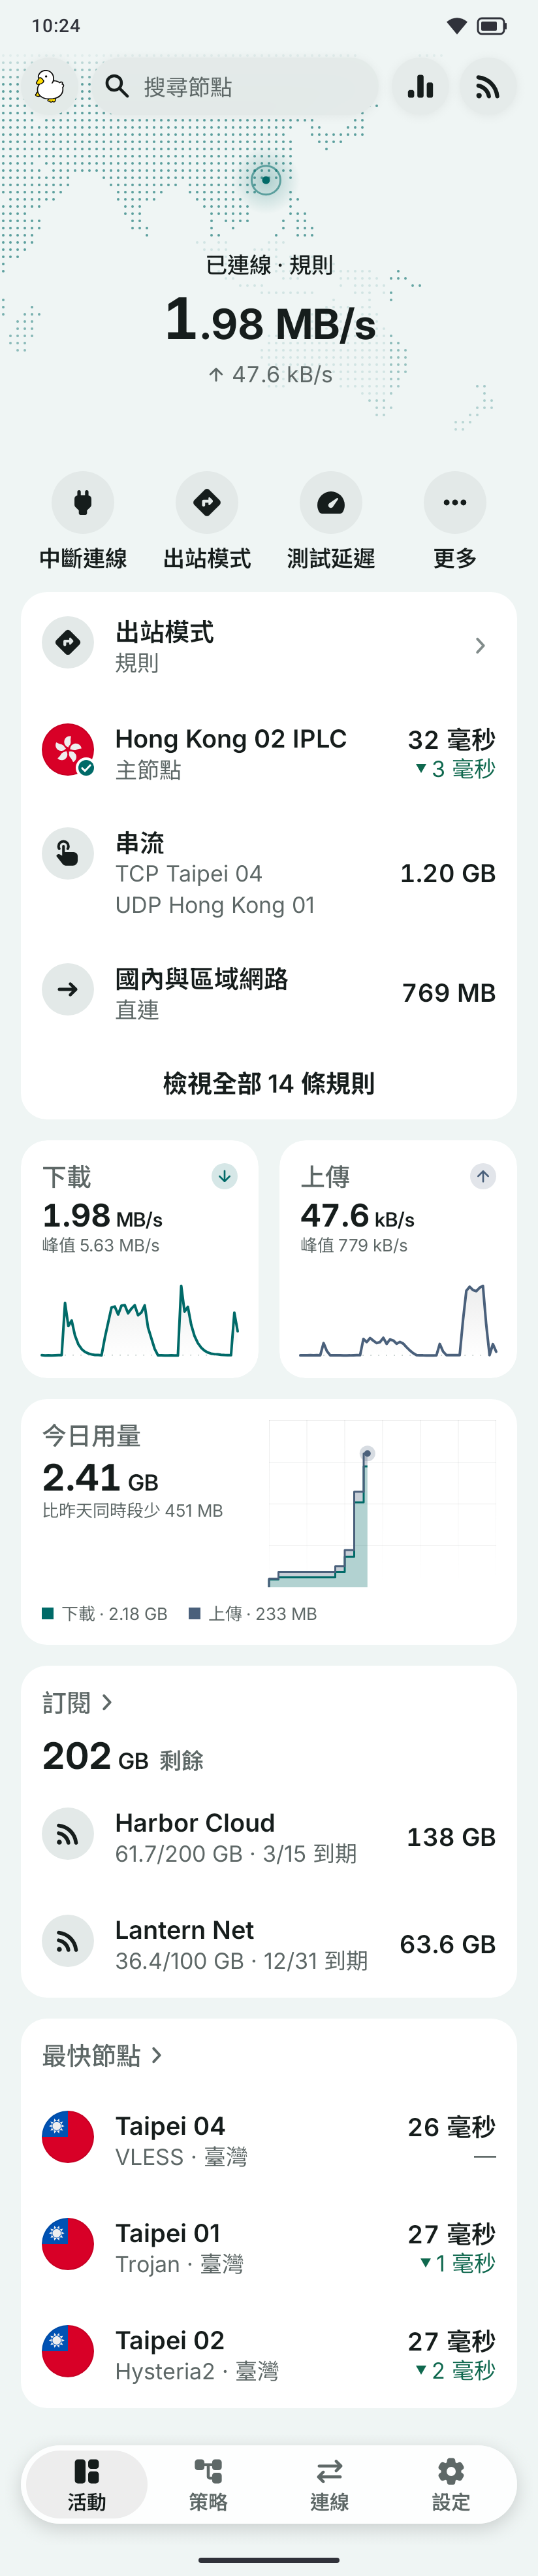 10:24
搜尋節點
已連線 · 規則
1.98 MB/s
↑ 47.6 kB/s
中斷連線
出站模式
測試延遲
更多
出站模式
規則
Hong Kong 02 IPLC
32 毫秒
主節點
▼3 毫秒
串流
TCP Taipei 04
1.20 GB
UDP Hong Kong 01
國內與區域網路
769 MB
直連
檢視全部 14 條規則
下載
1.98 MB/s
峰值 5.63 MB/s
上傳
47.6 kB/s
峰值 779 kB/s
今日用量
2.41 GB
比昨天同時段少 451 MB
下載 · 2.18 GB
上傳 · 233 MB
訂閱
202 GB 剩餘
Harbor Cloud
138 GB
61.7/200 GB · 3/15 到期
Lantern Net
63.6 GB
36.4/100 GB · 12/31 到期
最快節點
Taipei 04
26 毫秒
VLESS · 臺灣
—
Taipei 01
27 毫秒
Trojan · 臺灣
▼1 毫秒
Taipei 02
27 毫秒
Hysteria2 · 臺灣
▼2 毫秒
活動
策略
連線
設定